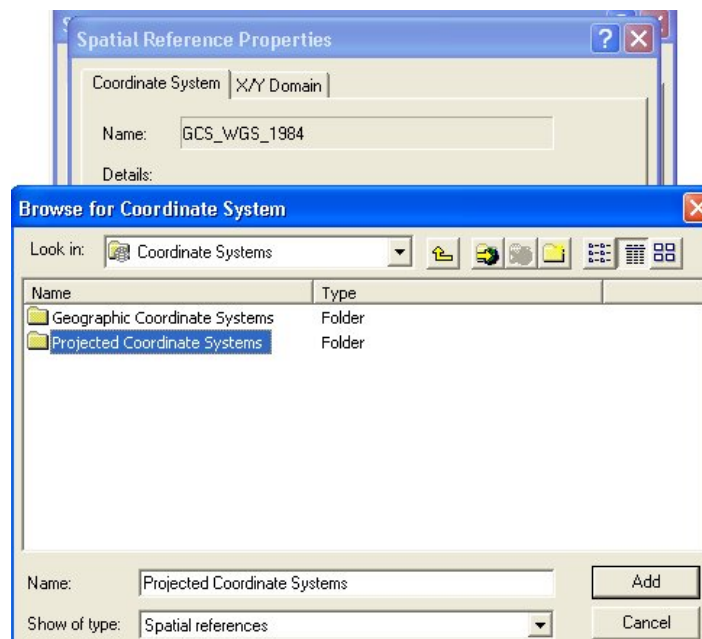 Spatial Reference Properties
Coordinate System X/Y Domain
Name: GCS_WGS_1984
Details:
Browse for Coordinate System
Look in: Coordinate Systems
Name Type
Geographic Coordinate Systems Folder
Projected Coordinate Systems Folder
Name: Projected Coordinate Systems Add
Show of type: Spatial references Cancel